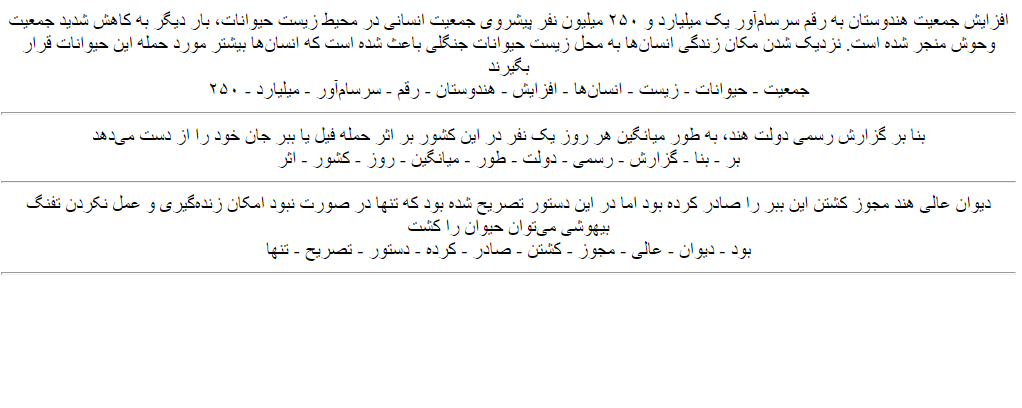 افزایش جمعیت هندوستان به رقم سرسام‌آور یک میلیارد و ۲۵۰ میلیون نفر پیشروی جمعیت انسانی در محیط زیست حیوانات، بار دیگر به کاهش شدید جمعیت
وحوش منجر شده است. نزدیک شدن مکان زندگی انسان‌ها به محل زیست حیوانات جنگلی باعث شده است که انسان‌ها بیشتر مورد حمله این حیوانات قرار
بگیرند
جمعیت - حیوانات - زیست - انسان‌ها - افزایش - هندوستان - رقم - سرسام‌آور - میلیارد - ۲۵۰
بنا بر گزارش رسمی دولت هند، به طور میانگین هر روز یک نفر در این کشور بر اثر حمله فیل یا ببر جان خود را از دست می‌دهد
بر - بنا - گزارش - رسمی - دولت - طور - میانگین - روز - کشور - اثر
دیوان عالی هند مجوز کشتن این ببر را صادر کرده بود اما در این دستور تصریح شده بود که تنها در صورت نبود امکان زنده‌گیری و عمل نکردن تفنگ
بیهوشی می‌توان حیوان را کشت
بود - دیوان - عالی - مجوز - کشتن - صادر - کرده - دستور - تصریح - تنها